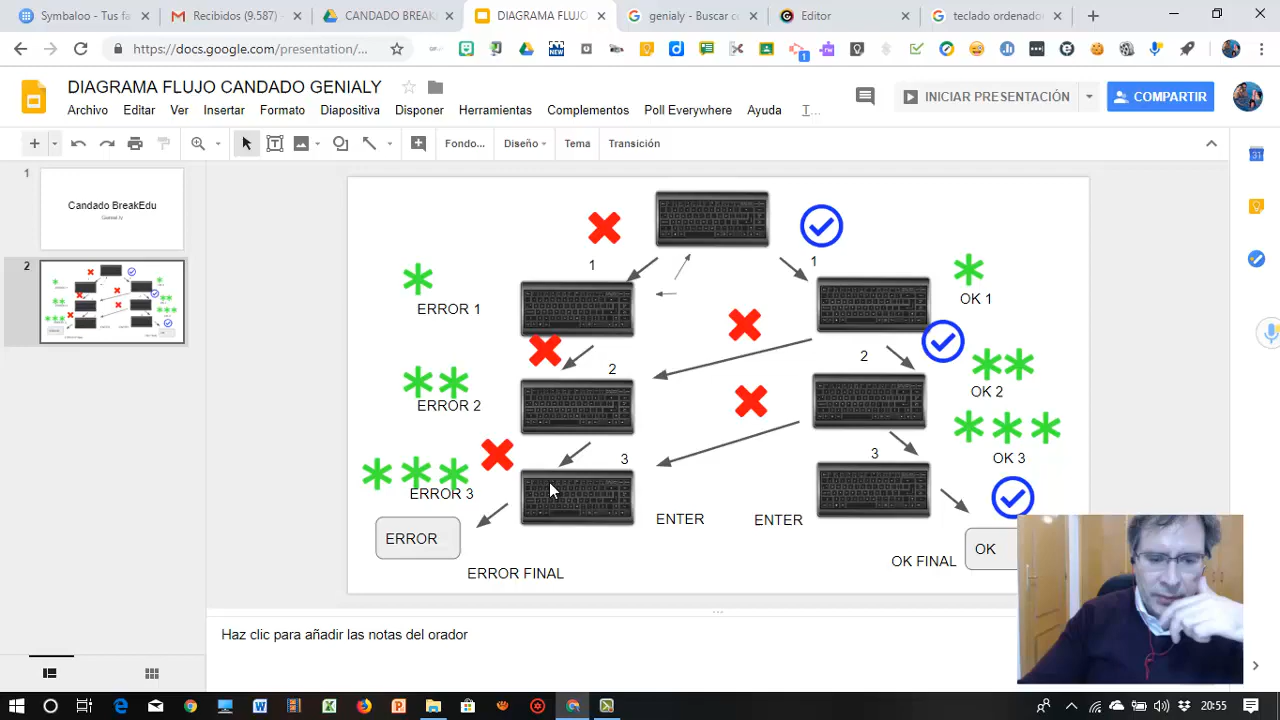 Symbaloo - Tus fa
Recibidos (9.587) -
CANDADO BREAK
DIAGRAMA FLUJO
genialy - Buscar c
Editor
teclado ordenador
https://docs.google.com/presentation/...
1
DIAGRAMA FLUJO CANDADO GENIALY
INICIAR PRESENTACIÓN
COMPARTIR
Archivo Editar Ver Insertar Formato Diapositiva Disponer Herramientas Complementos Poll Everywhere Ayuda T...
Fondo... Diseño Tema Transición
31
1
Candado BreakEdu
2
1
1
ERROR 1
OK 1
2
2
ERROR 2
OK 2
3
3
OK 3
ERROR 3
ENTER
ENTER
ERROR
OK
OK FINAL
ERROR FINAL
Haz clic para añadir las notas del orador
20:55